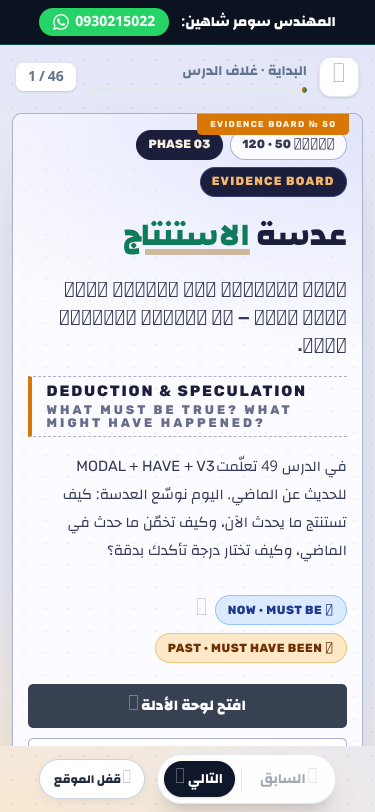 المهندس سومر شاهين: 0930215022
البداية · غلاف الدرس
1 / 46
EVIDENCE BOARD № 50
50 • 120
PHASE 03
EVIDENCE BOARD
عدسة الاستنتاج
DEDUCTION & SPECULATION
WHAT MUST BE TRUE? WHAT
MIGHT HAVE HAPPENED?
في الدرس 49 تعلّمت MODAL + HAVE + V3
للحديث عن الماضي. اليوم نوسّع العدسة: كيف
تستنتج ما يحدث الآن، وكيف تخمّن ما حدث في
الماضي، وكيف تختار درجة تأكدك بدقة؟
NOW • MUST BE
PAST • MUST HAVE BEEN
افتح لوحة الأدلة
السابق
التالي
قفل الموقع